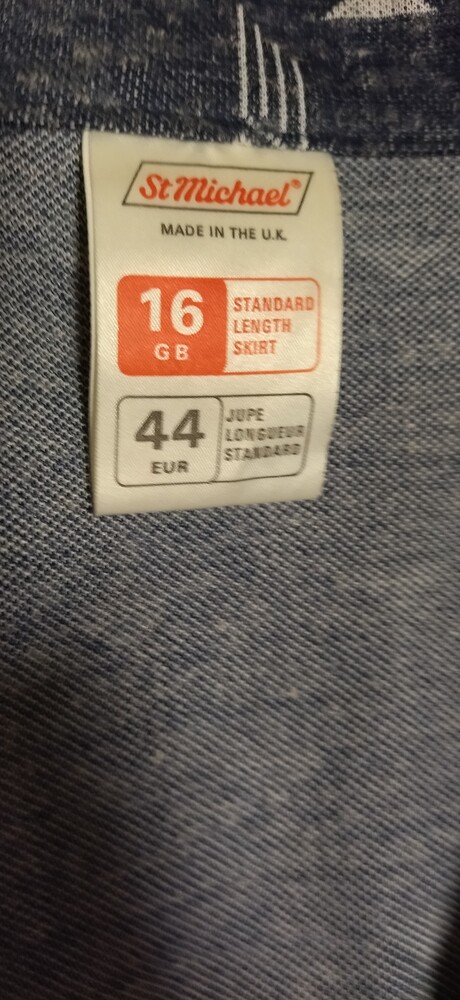 St Michael®
MADE IN THE U.K.
16
GB
STANDARD
LENGTH
SKIRT
44
EUR
JUPE
LONGUEUR
STANDARD